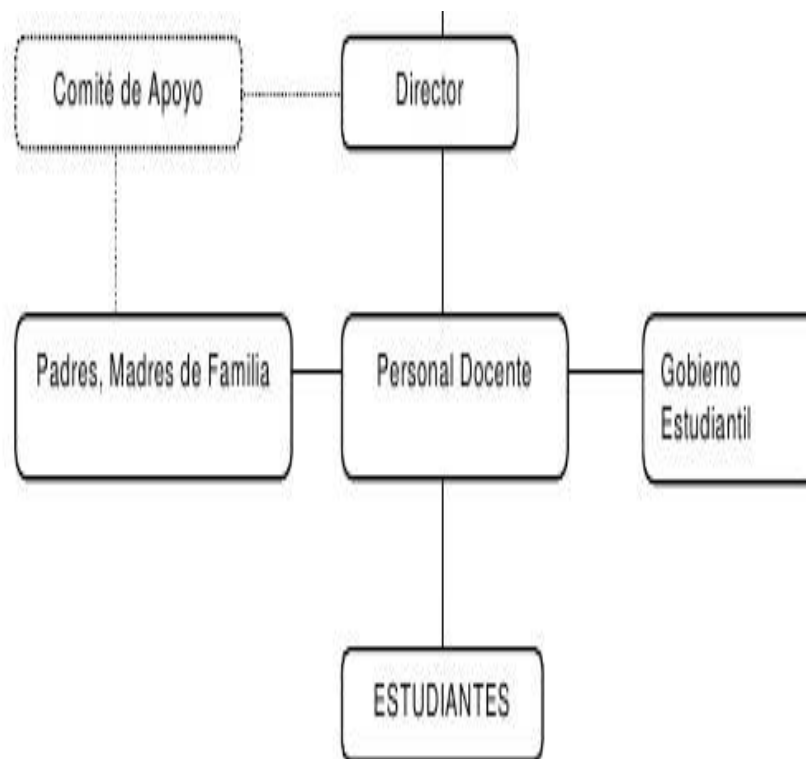 Comité de Apoyo
Director
Padres, Madres de Familia
Personal Docente
Gobierno
Estudiantil
ESTUDIANTES